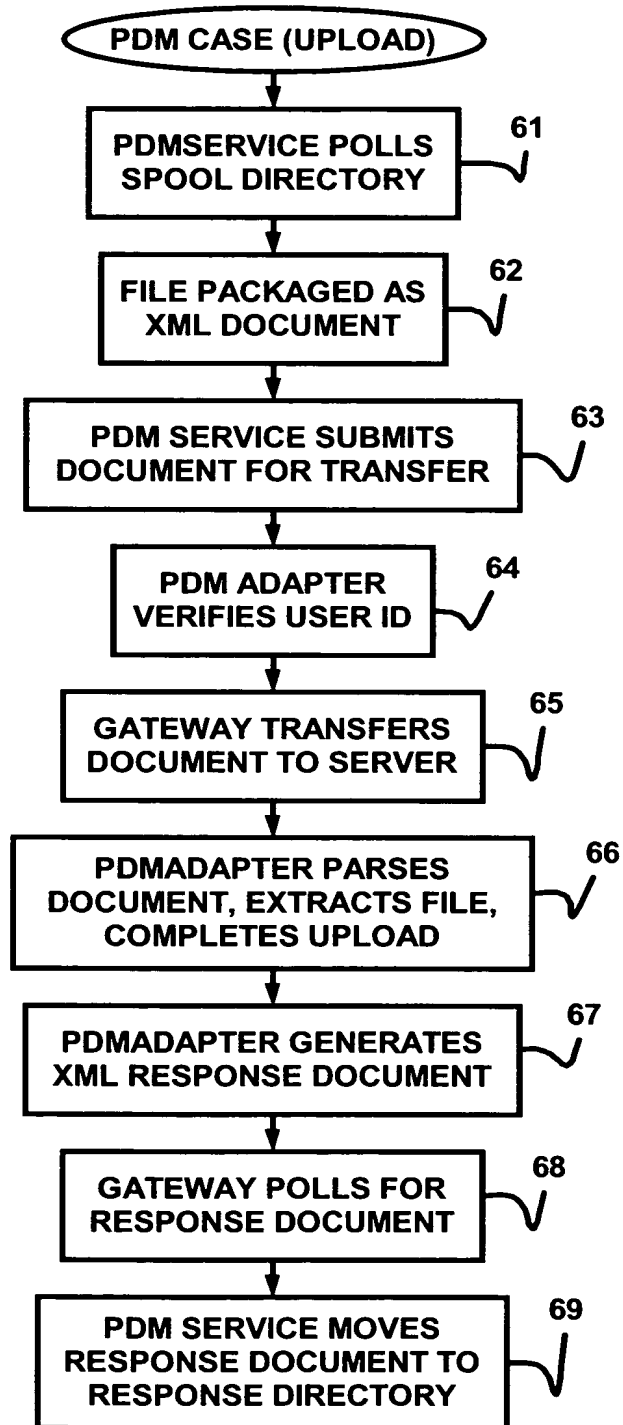 PDM CASE (UPLOAD)
PDMSERVICE POLLS
SPOOL DIRECTORY
61
FILE PACKAGED AS
XML DOCUMENT
62
PDM SERVICE SUBMITS
DOCUMENT FOR TRANSFER
63
PDM ADAPTER
VERIFIES USER ID
64
GATEWAY TRANSFERS
DOCUMENT TO SERVER
65
PDMADAPTER PARSES
DOCUMENT, EXTRACTS FILE,
COMPLETES UPLOAD
66
PDMADAPTER GENERATES
XML RESPONSE DOCUMENT
67
GATEWAY POLLS FOR
RESPONSE DOCUMENT
68
PDM SERVICE MOVES
RESPONSE DOCUMENT TO
RESPONSE DIRECTORY
69